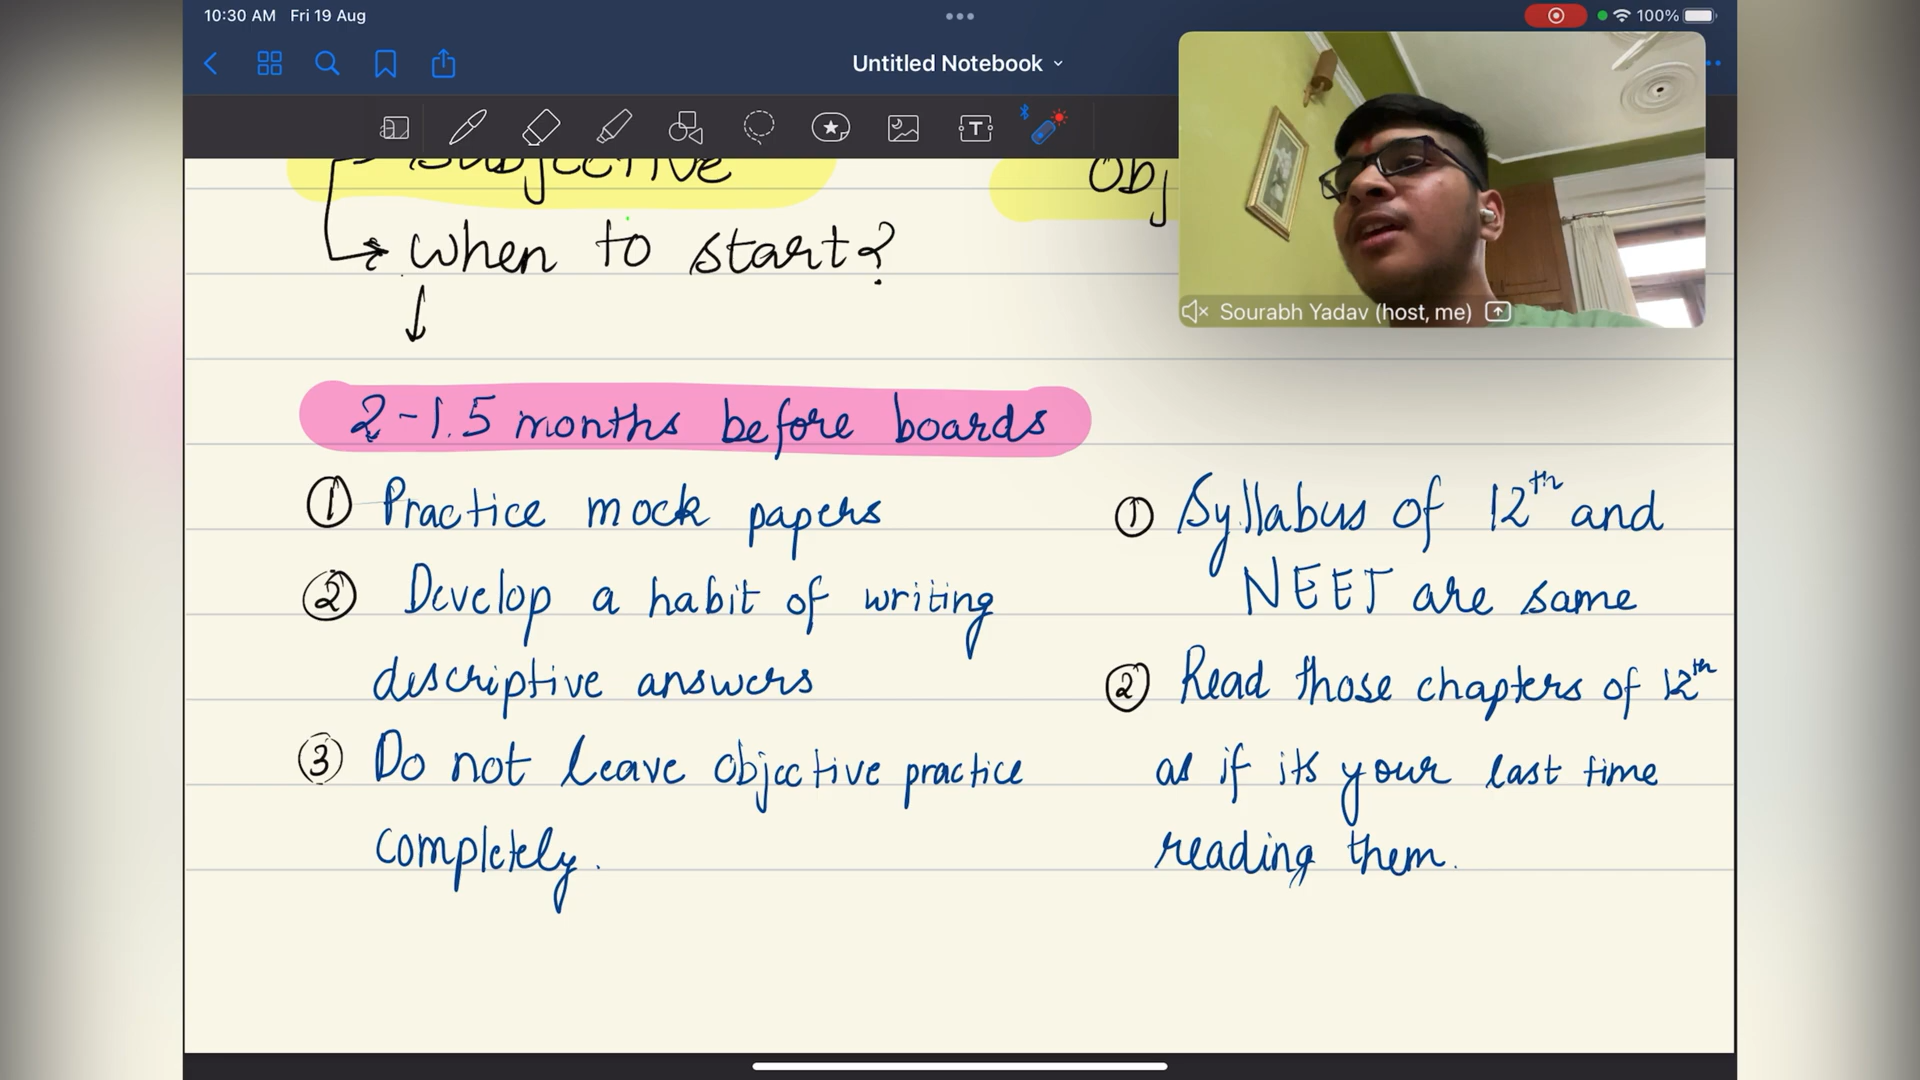 10:30 AM Fri 19 Aug
100%
Untitled Notebook
Subjective
Obj
When to start?
Sourabh Yadav (host, me)
2-1.5 months before boards
① Practice mock papers
② Develop a habit of writing
descriptive answers
③ Do not leave objective practice
completely.
① Syllabus of 12th and
NEET are same
② Read those chapters of 12th
as if its your last time
reading them.